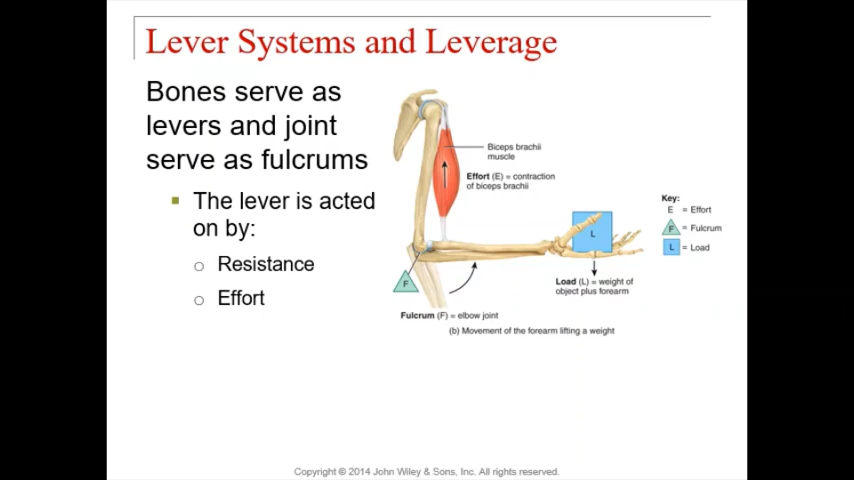 Lever Systems and Leverage
Bones serve as
levers and joint
serve as fulcrums
The lever is acted
on by:
Resistance
Effort
Biceps brachii
muscle
Effort (E) = contraction
of biceps brachii
L
F
Load (L) = weight of
object plus forearm
Fulcrum (F) = elbow joint
(b) Movement of the forearm lifting a weight
Key:
E = Effort
F = Fulcrum
L = Load
Copyright © 2014 John Wiley & Sons, Inc. All rights reserved.